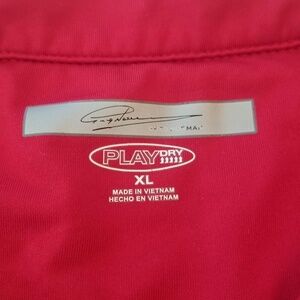 PLAYDRY
XL
MADE IN VIETNAM
HECHO EN VIETNAM